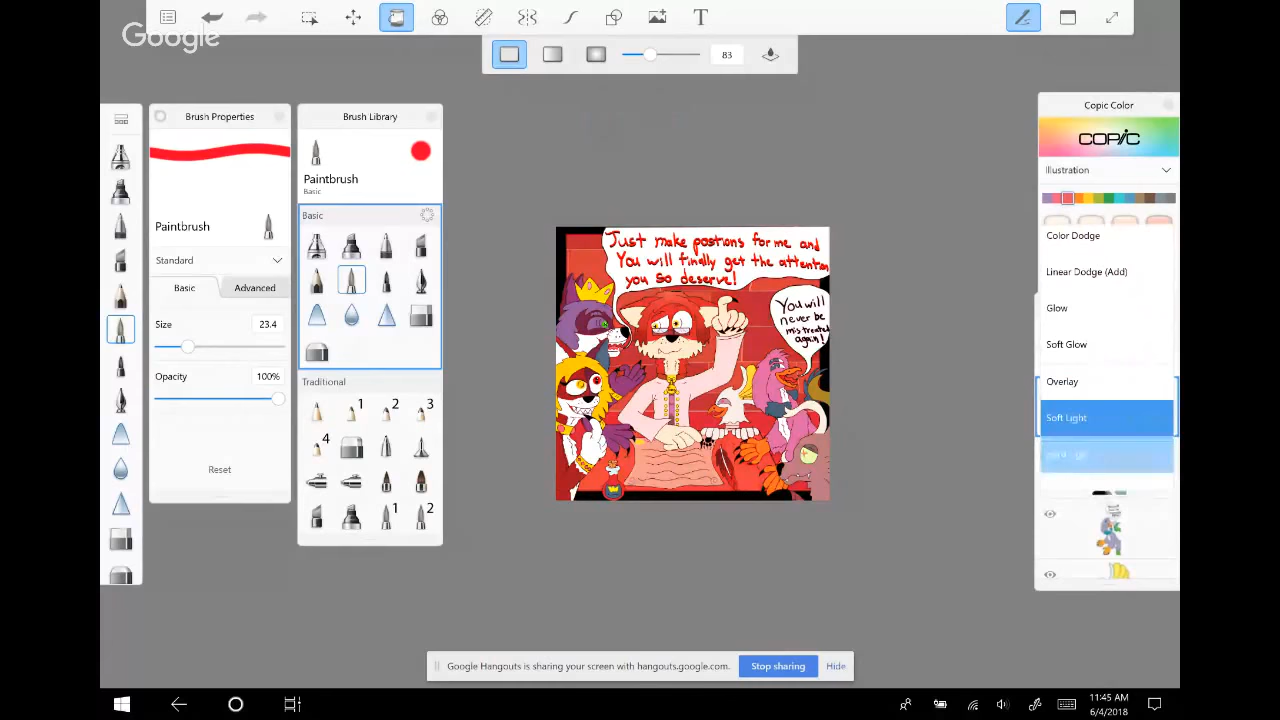 Google
T
83
Brush Properties
Paintbrush
Standard
Basic
Advanced
Size
23.4
Opacity
100%
Reset
Brush Library
Paintbrush
Basic
Basic
Traditional
1
2
3
4
1
2
Just make postions for me and
You will finally get the attention
you so deserve!
You will
never be
mistreated
again!
Copic Color
COPIC
Illustration
Color Dodge
Linear Dodge (Add)
Glow
Soft Glow
Overlay
Soft Light
Google Hangouts is sharing your screen with hangouts.google.com.
Stop sharing
Hide
11:45 AM
6/4/2018